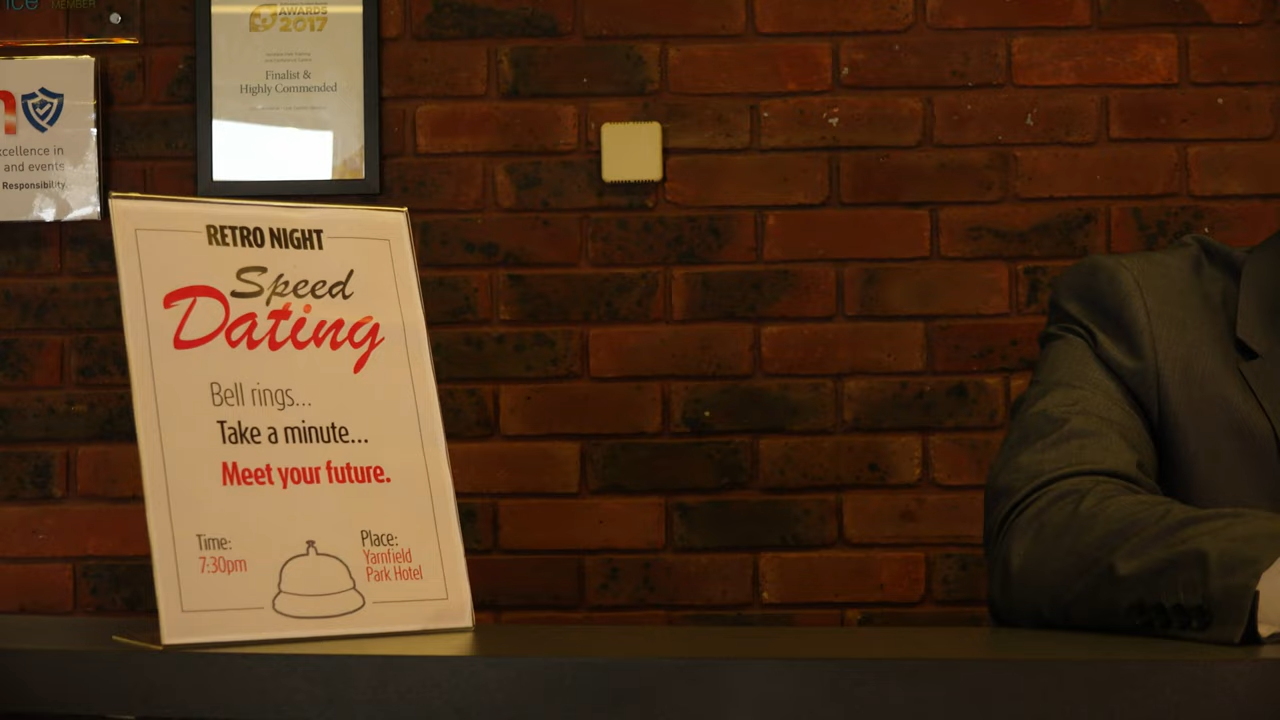 MEMBER
AWARDS
2017
Finalist &
Highly Commended
in
and events
Responsibility
RETRO NIGHT
Speed
Dating
Bell rings...
Take a minute...
Meet your future.
Time:
7:30pm
Place:
Yarnfield
Park Hotel